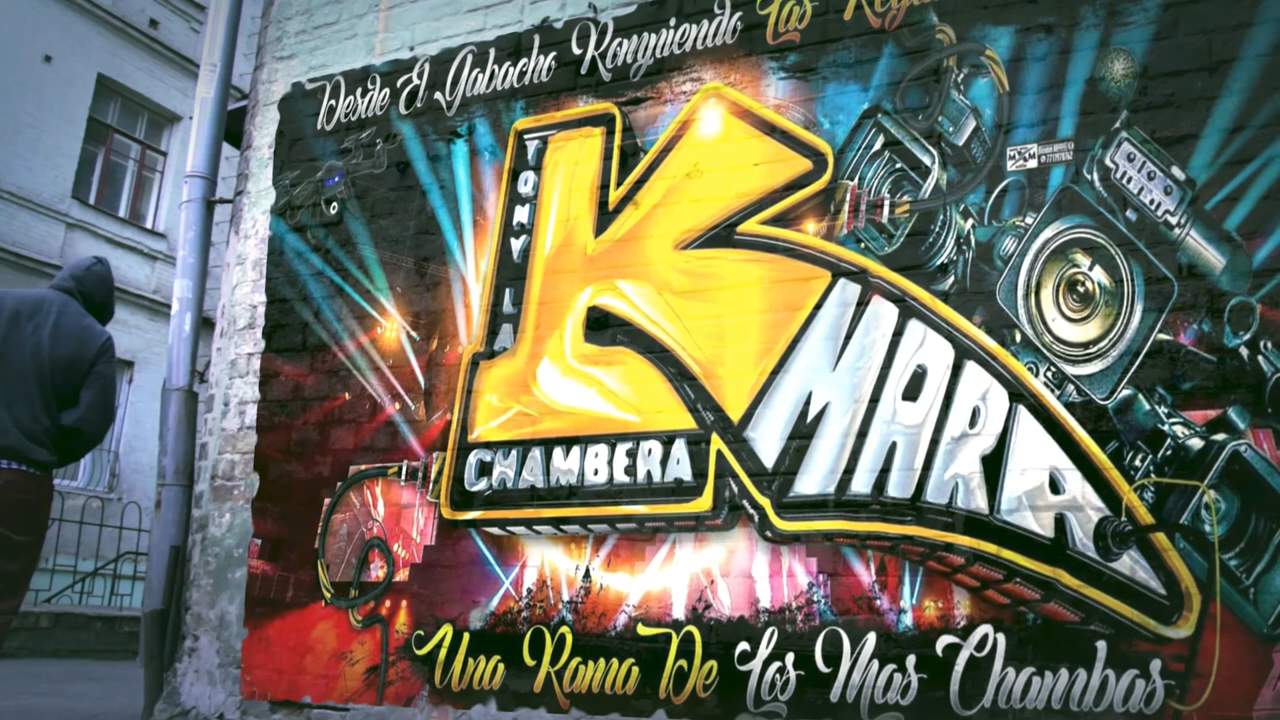 Desde El Gabacho Rompiendo Las
TONY LA
K
MARA
CHAMBERA
Una Rama De Los Mas Chambas